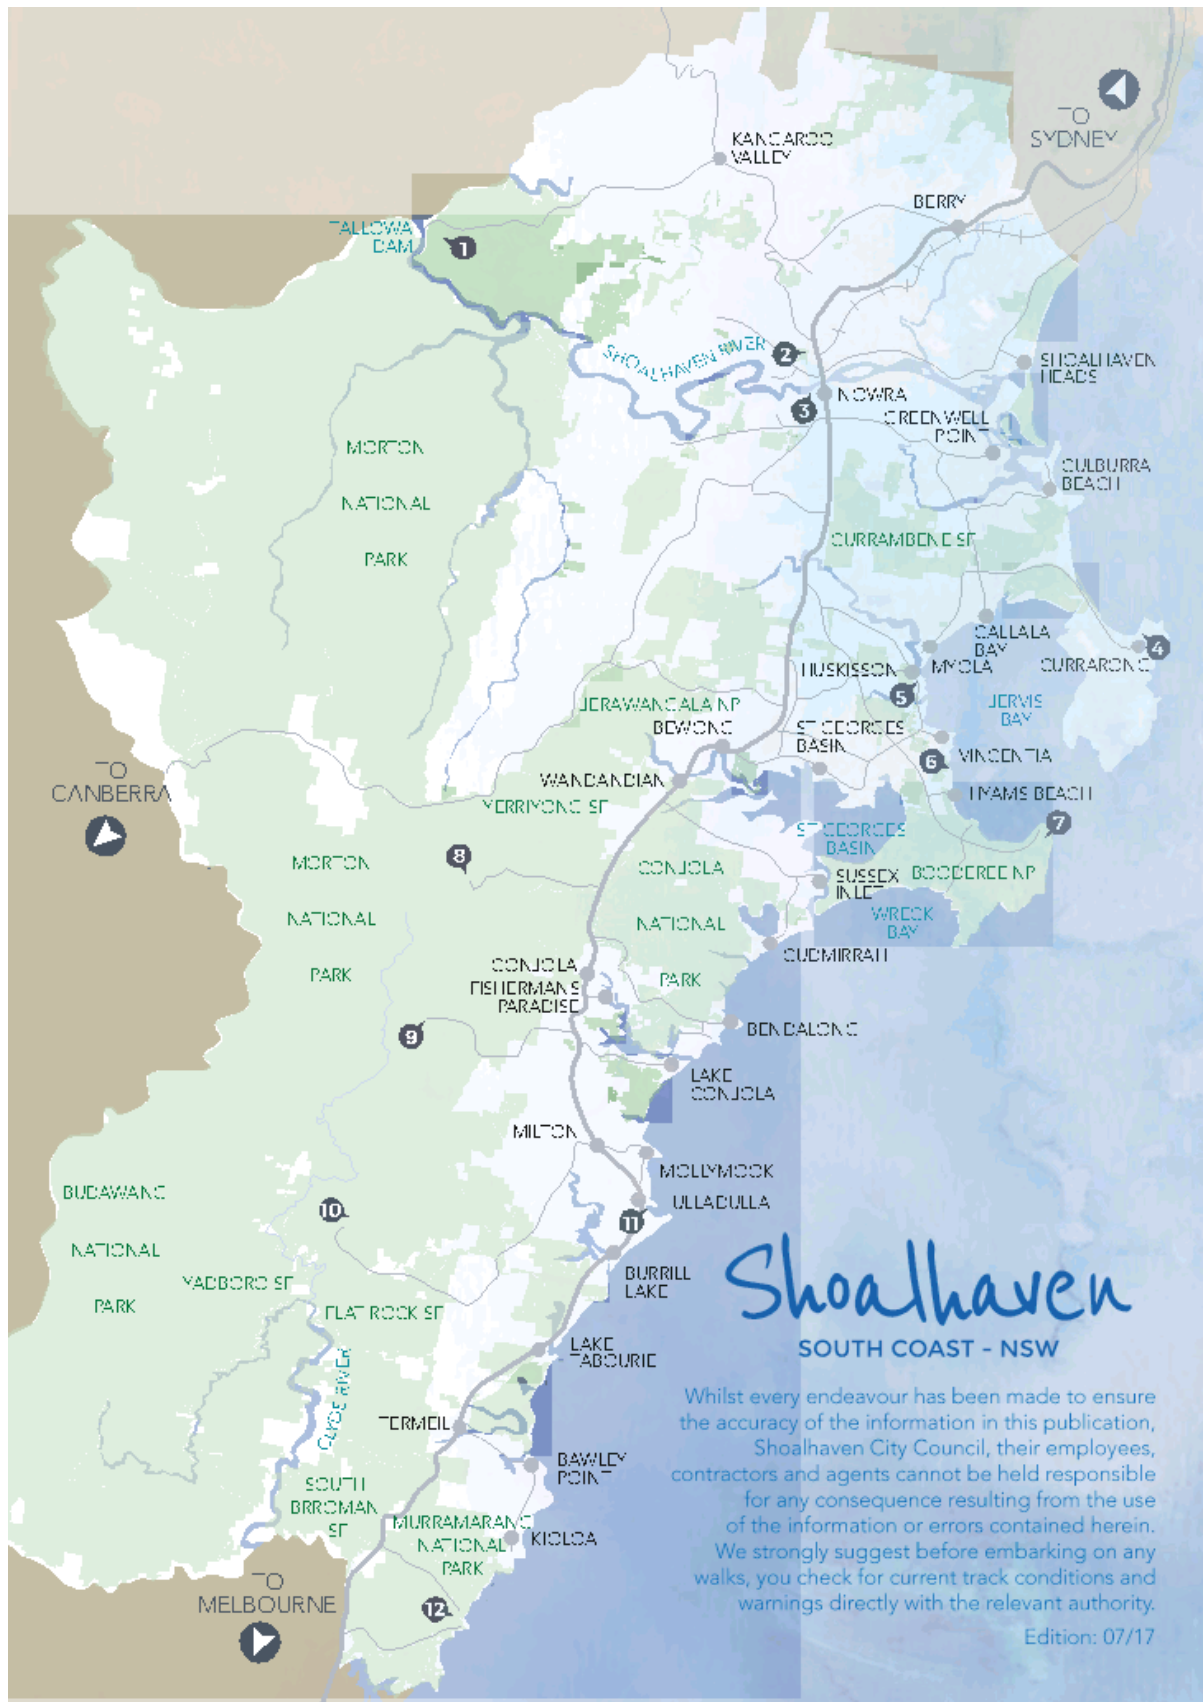 TO
SYDNEY
KANGAROO
VALLEY
BERRY
TALLOWA
DAM
1
SHOALHAVEN RIVER
2
SHOALHAVEN
HEADS
3
NOWRA
GREENWELL
POINT
MORTON
NATIONAL
PARK
CULBURRA
BEACH
CURRAMBENE SF
CALLALA
BAY
4
HUSKISSON
MYOLA
CURRARONG
5
JERRAWANGALA NP
JERVIS
BAY
BEWONG
ST GEORGES
BASIN
6
VINCENTIA
TO
CANBERRA
WANDANDIAN
HYAMS BEACH
YERRIYONG SF
7
ST GEORGES
BASIN
8
MORTON
NATIONAL
PARK
CONJOLA
NATIONAL
PARK
SUSSEX
INLET
BOODEREE NP
WRECK
BAY
CUDMIRRAH
CONJOLA
FISHERMANS
PARADISE
9
BENDALONG
LAKE
CONJOLA
MILTON
MOLLYMOOK
BUDAWANG
NATIONAL
PARK
10
11
ULLADULLA
YADBORO SF
BURRILL
LAKE
FLAT ROCK SF
LAKE
TABOURIE
CLYDE RIVER
TERMEIL
BAWLEY
POINT
SOUTH
BRROMAN
SF
MURRAMARANG
NATIONAL
PARK
KIOLOA
TO
MELBOURNE
12
Shoalhaven
SOUTH COAST - NSW
Whilst every endeavour has been made to ensure
the accuracy of the information in this publication,
Shoalhaven City Council, their employees,
contractors and agents cannot be held responsible
for any consequence resulting from the use
of the information or errors contained herein.
We strongly suggest before embarking on any
walks, you check for current track conditions and
warnings directly with the relevant authority.
Edition: 07/17